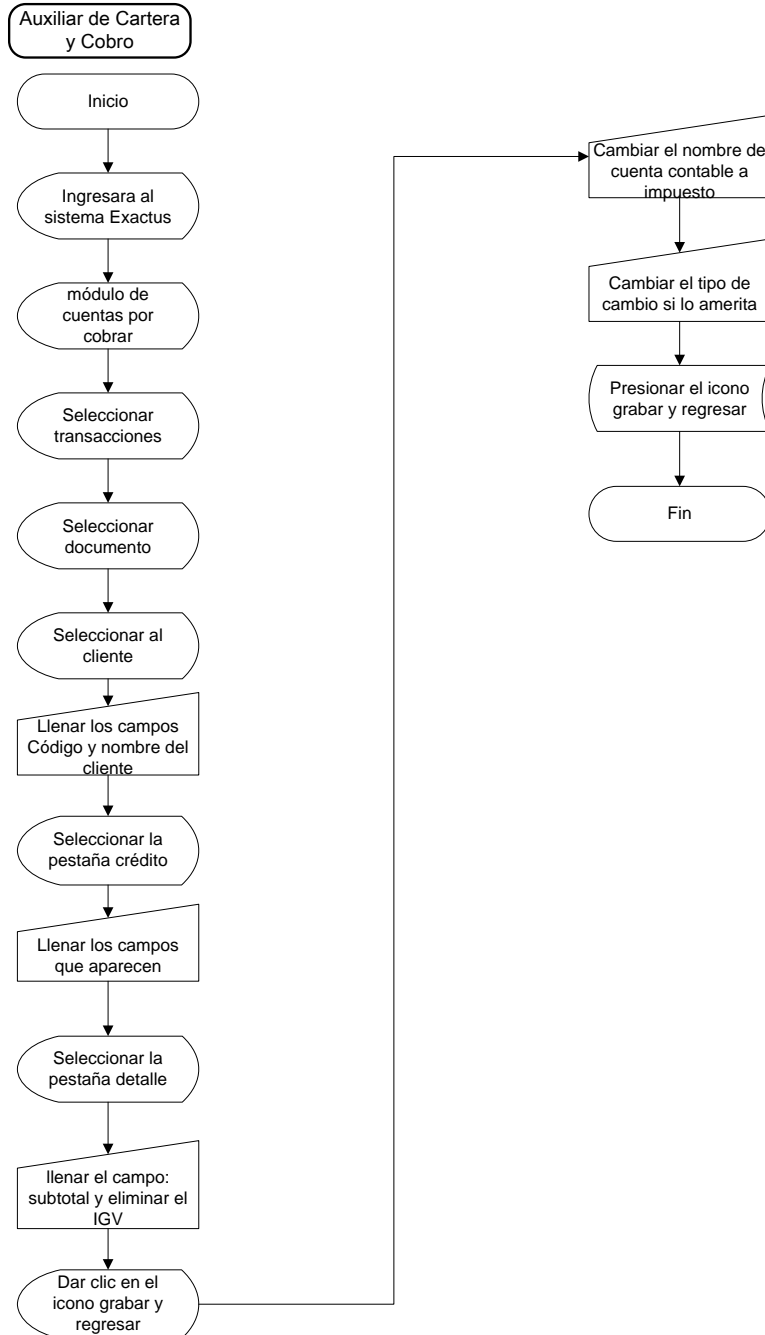 Auxiliar de Cartera
y Cobro
Inicio
Ingresara al
sistema Exactus
módulo de
cuentas por
cobrar
Seleccionar
transacciones
Seleccionar
documento
Seleccionar al
cliente
Llenar los campos
Código y nombre del
cliente
Seleccionar la
pestaña crédito
Llenar los campos
que aparecen
Seleccionar la
pestaña detalle
llenar el campo:
subtotal y eliminar el
IGV
Dar clic en el
icono grabar y
regresar
Cambiar el nombre de
cuenta contable a
impuesto
Cambiar el tipo de
cambio si lo amerita
Presionar el icono
grabar y regresar
Fin